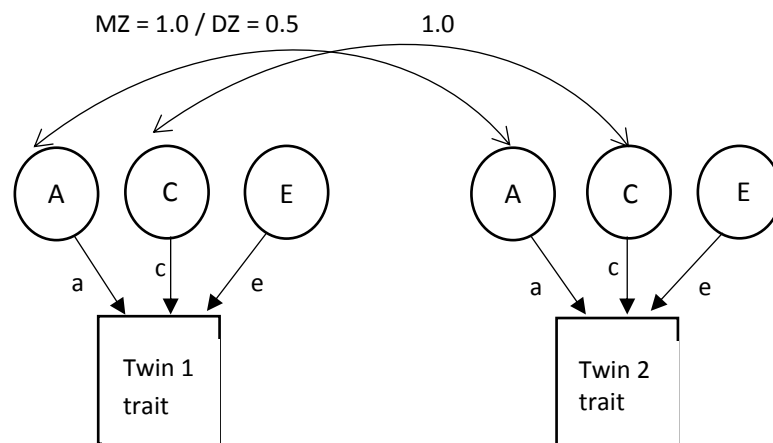 MZ = 1.0 / DZ = 0.5 1.0
A C E A C E
a c e a c e
Twin 1 Twin 2
trait trait